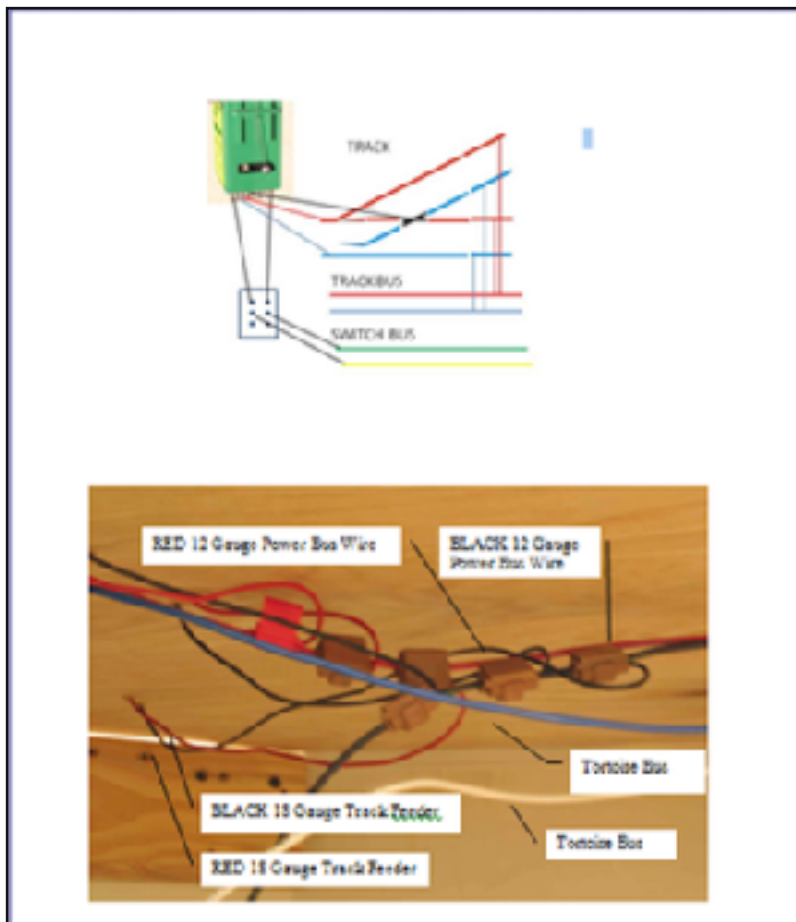 TRACK
TRACKBUS
SWITCH BUS
RED 12 Gauge Power Bus Wire
BLACK 12 Gauge
Power Bus Wire
Tortoise Bus
BLACK 18 Gauge Track Feeder
Tortoise Bus
RED 18 Gauge Track Feeder